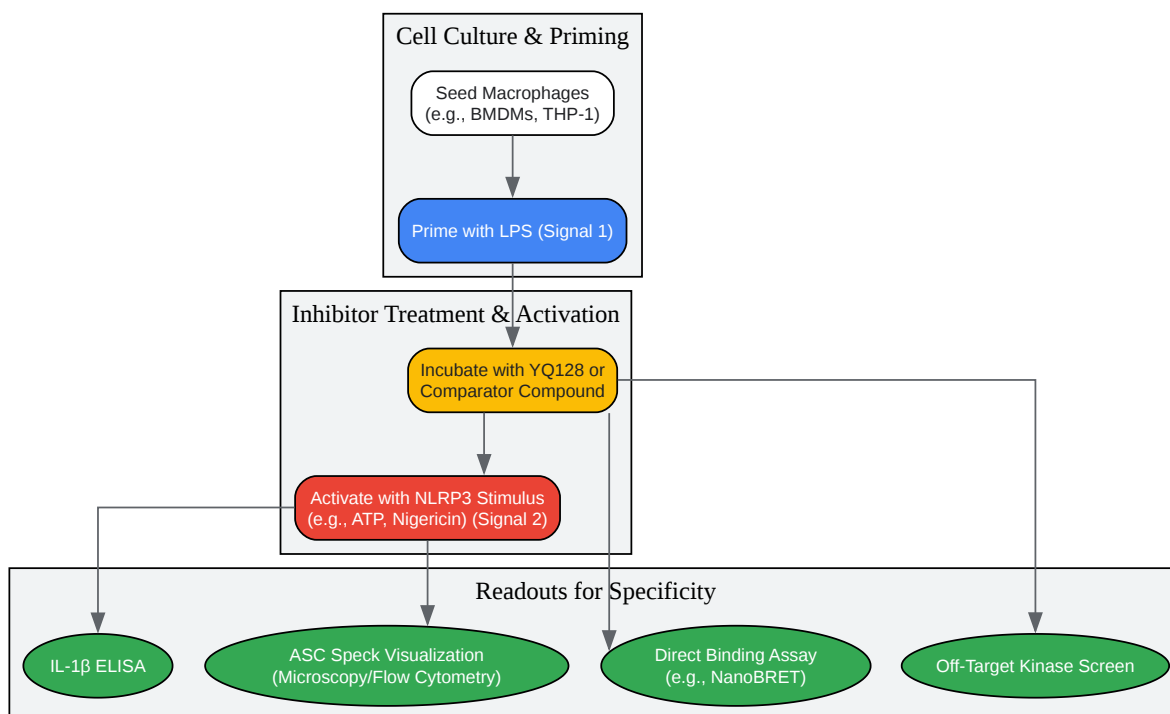 Cell Culture & Priming
Seed Macrophages
(e.g., BMDMs, THP-1)
Prime with LPS (Signal 1)
Inhibitor Treatment & Activation
Incubate with YQ128 or
Comparator Compound
Activate with NLRP3 Stimulus
(e.g., ATP, Nigericin) (Signal 2)
Readouts for Specificity
IL-1β ELISA
ASC Speck Visualization
(Microscopy/Flow Cytometry)
Direct Binding Assay
(e.g., NanoBRET)
Off-Target Kinase Screen